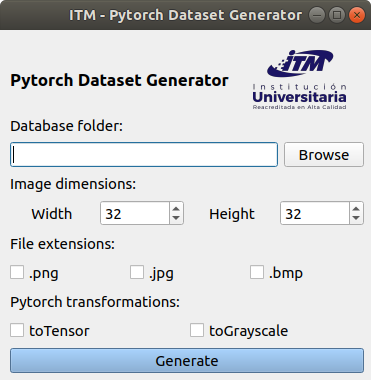 ITM - Pytorch Dataset Generator
Pytorch Dataset Generator
iTM
Institución
Universitaria
Reacreditada en Alta Calidad
Database folder:
Browse
Image dimensions:
Width 32 Height 32
File extensions:
.png .jpg .bmp
Pytorch transformations:
toTensor toGrayscale
Generate